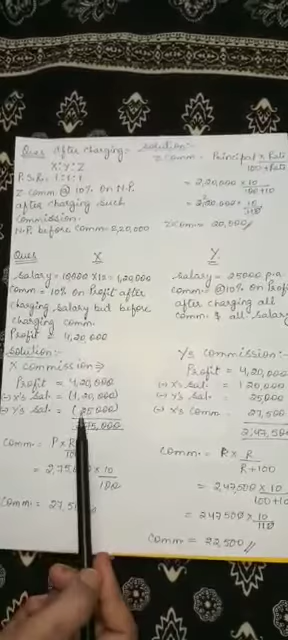 Ques after charging:-
X:Y:Z
P.S.R. 1:1:1
Z comm @ 10% on N.P.
after charging such
commission.
N.P. before comm 2,20,000
solution:-
Z comm. = Principal x Rate
100+Rate
= 2,20,000 x 10
100+10
= 2,20,000 x 10
110
Z comm = 20,000
Ques X
Salary = 10000 x 12 = 1,20,000
Comm = 10% on Profit after
charging salary but before
charging comm.
Profit = 4,20,000
Y
Salary = 25000 p.a
comm = @10% on Profit
after charging all
comm. & all salary
Solution:-
X commission =>
Profit = 4,20,000
(-) X's Sal. = (1,20,000)
(-) Y's Sal. = (25,000)
2,75,000
Comm = P x R
= 2,75, x 10
100
Comm = 27,5
Y's commission:-
Profit = 4,20,000
(-) X's Sal. = 120,000
(-) Y's Sal. = 25,000
(-) X's Comm 27,500
2,47,500
Comm. = P x R
R+100
= 2,47,500 x 10
100+10
= 247500 x 10
110
Comm = 22,500